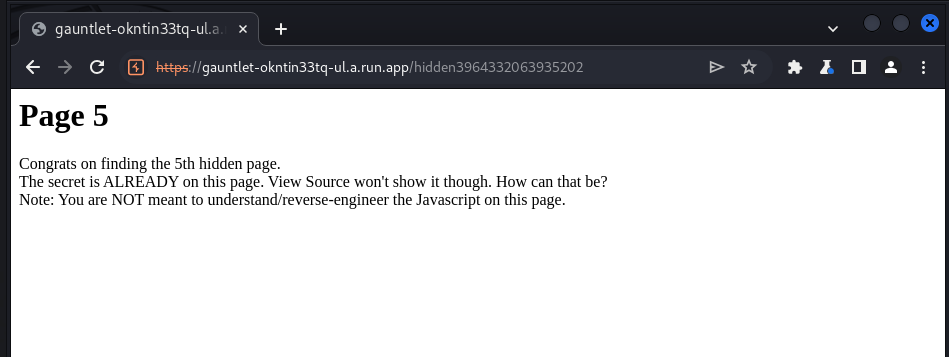 gauntlet-okntin33tq-ul.a.
https://gauntlet-okntin33tq-ul.a.run.app/hidden3964332063935202
Page 5
Congrats on finding the 5th hidden page.
The secret is ALREADY on this page. View Source won't show it though. How can that be?
Note: You are NOT meant to understand/reverse-engineer the Javascript on this page.